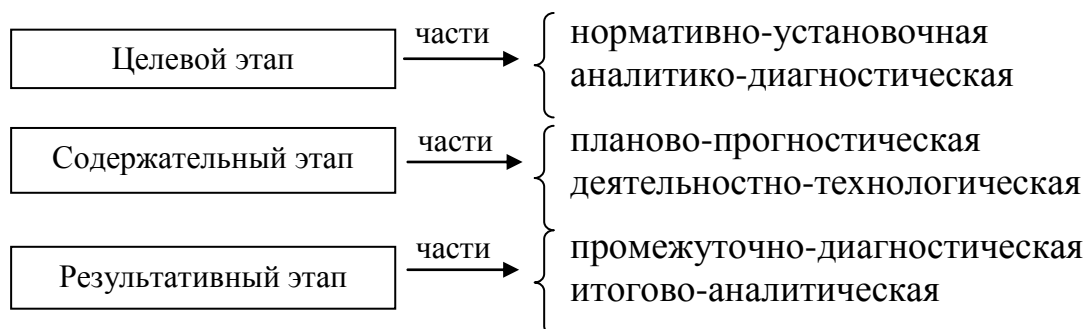 Целевой этап
части
нормативно-установочная
аналитико-диагностическая
Содержательный этап
части
планово-прогностическая
деятельностно-технологическая
Результативный этап
части
промежуточно-диагностическая
итогово-аналитическая